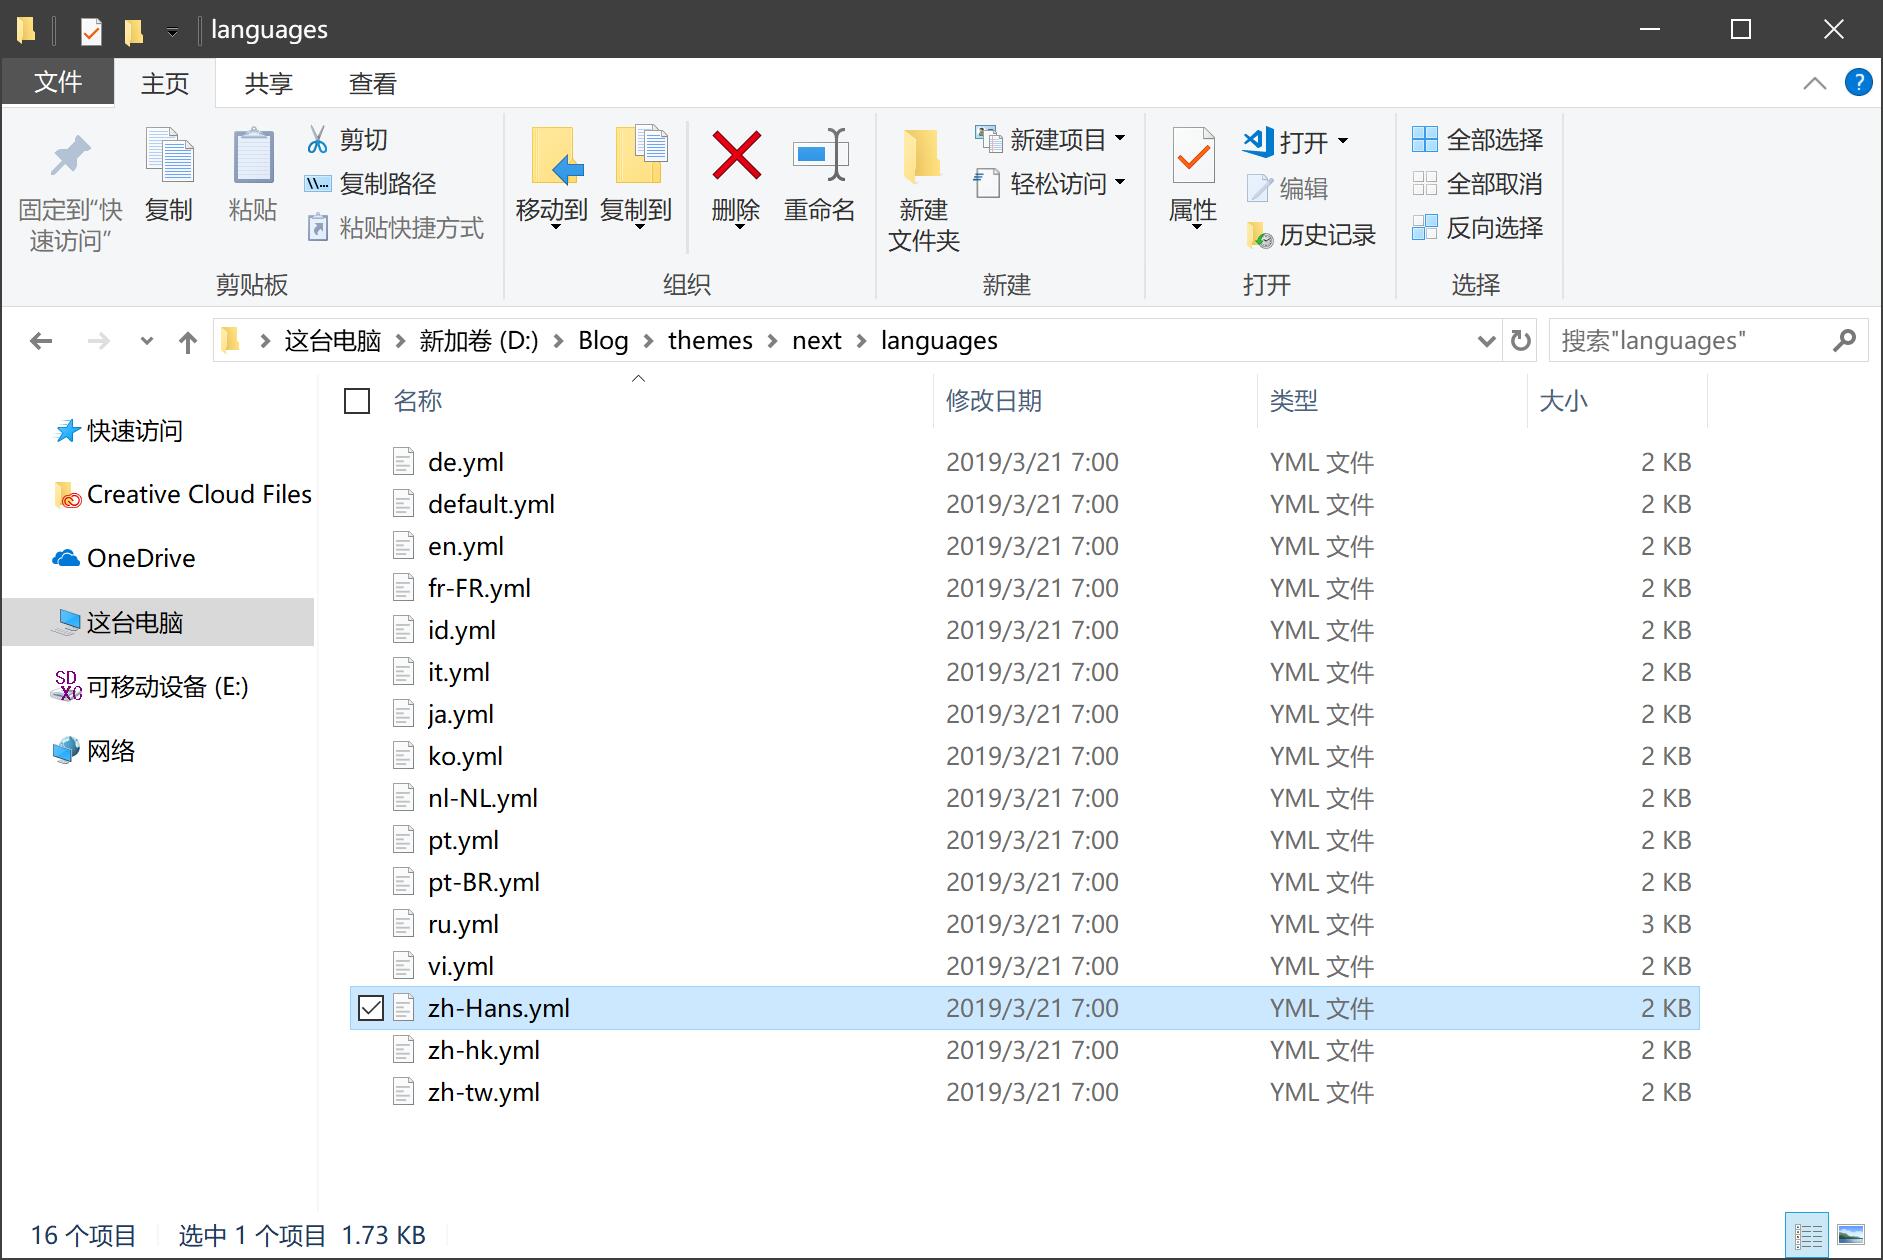 languages
文件 主页 共享 查看
固定到“快速访问” 复制 粘贴 剪切 复制路径 粘贴快捷方式
剪贴板
移动到 复制到 删除 重命名
组织
新建文件夹 新建项目 轻松访问
新建
属性 打开 编辑 历史记录
打开
全部选择 全部取消 反向选择
选择
这台电脑 新加卷 (D:) Blog themes next languages
搜索"languages"
快速访问
Creative Cloud Files
OneDrive
这台电脑
SD XC 可移动设备 (E:)
网络
名称 修改日期 类型 大小
de.yml 2019/3/21 7:00 YML 文件 2 KB
default.yml 2019/3/21 7:00 YML 文件 2 KB
en.yml 2019/3/21 7:00 YML 文件 2 KB
fr-FR.yml 2019/3/21 7:00 YML 文件 2 KB
id.yml 2019/3/21 7:00 YML 文件 2 KB
it.yml 2019/3/21 7:00 YML 文件 2 KB
ja.yml 2019/3/21 7:00 YML 文件 2 KB
ko.yml 2019/3/21 7:00 YML 文件 2 KB
nl-NL.yml 2019/3/21 7:00 YML 文件 2 KB
pt.yml 2019/3/21 7:00 YML 文件 2 KB
pt-BR.yml 2019/3/21 7:00 YML 文件 2 KB
ru.yml 2019/3/21 7:00 YML 文件 3 KB
vi.yml 2019/3/21 7:00 YML 文件 2 KB
zh-Hans.yml 2019/3/21 7:00 YML 文件 2 KB
zh-hk.yml 2019/3/21 7:00 YML 文件 2 KB
zh-tw.yml 2019/3/21 7:00 YML 文件 2 KB
16 个项目 选中 1 个项目 1.73 KB